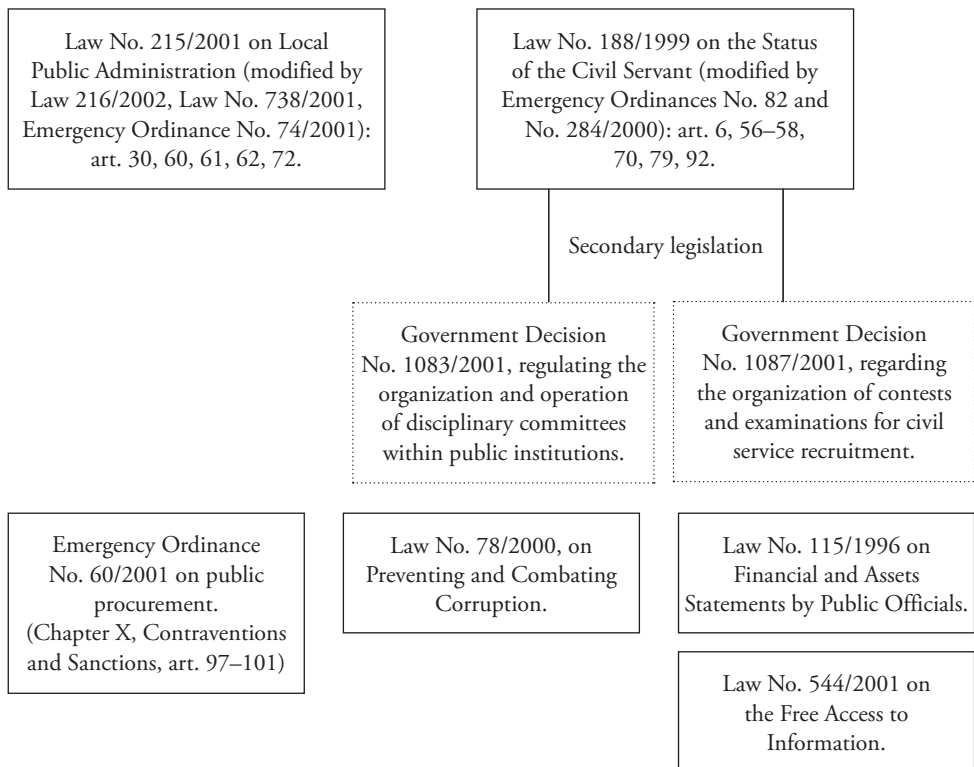 Law No. 215/2001 on Local
Public Administration (modified by
Law 216/2002, Law No. 738/2001,
Emergency Ordinance No. 74/2001):
art. 30, 60, 61, 62, 72.
Law No. 188/1999 on the Status
of the Civil Servant (modified by
Emergency Ordinances No. 82 and
No. 284/2000): art. 6, 56–58,
70, 79, 92.
Secondary legislation
Government Decision
No. 1083/2001, regulating the
organization and operation
of disciplinary committees
within public institutions.
Government Decision
No. 1087/2001, regarding
the organization of contests
and examinations for civil
service recruitment.
Emergency Ordinance
No. 60/2001 on public
procurement.
(Chapter X, Contraventions
and Sanctions, art. 97–101)
Law No. 78/2000, on
Preventing and Combating
Corruption.
Law No. 115/1996 on
Financial and Assets
Statements by Public Officials.
Law No. 544/2001 on
the Free Access to
Information.